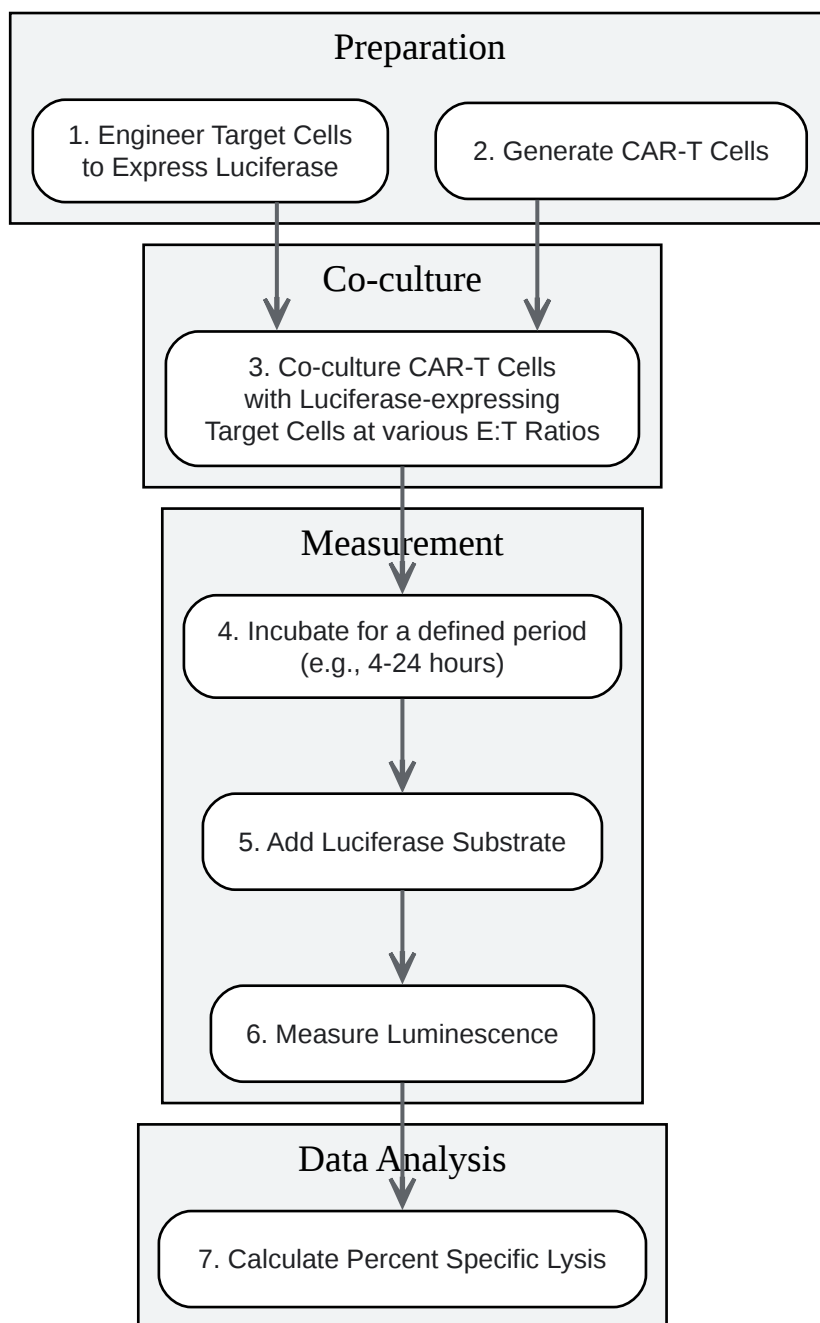 Preparation
1. Engineer Target Cells
to Express Luciferase
2. Generate CAR-T Cells
Co-culture
3. Co-culture CAR-T Cells
with Luciferase-expressing
Target Cells at various E:T Ratios
Measurement
4. Incubate for a defined period
(e.g., 4-24 hours)
5. Add Luciferase Substrate
6. Measure Luminescence
Data Analysis
7. Calculate Percent Specific Lysis